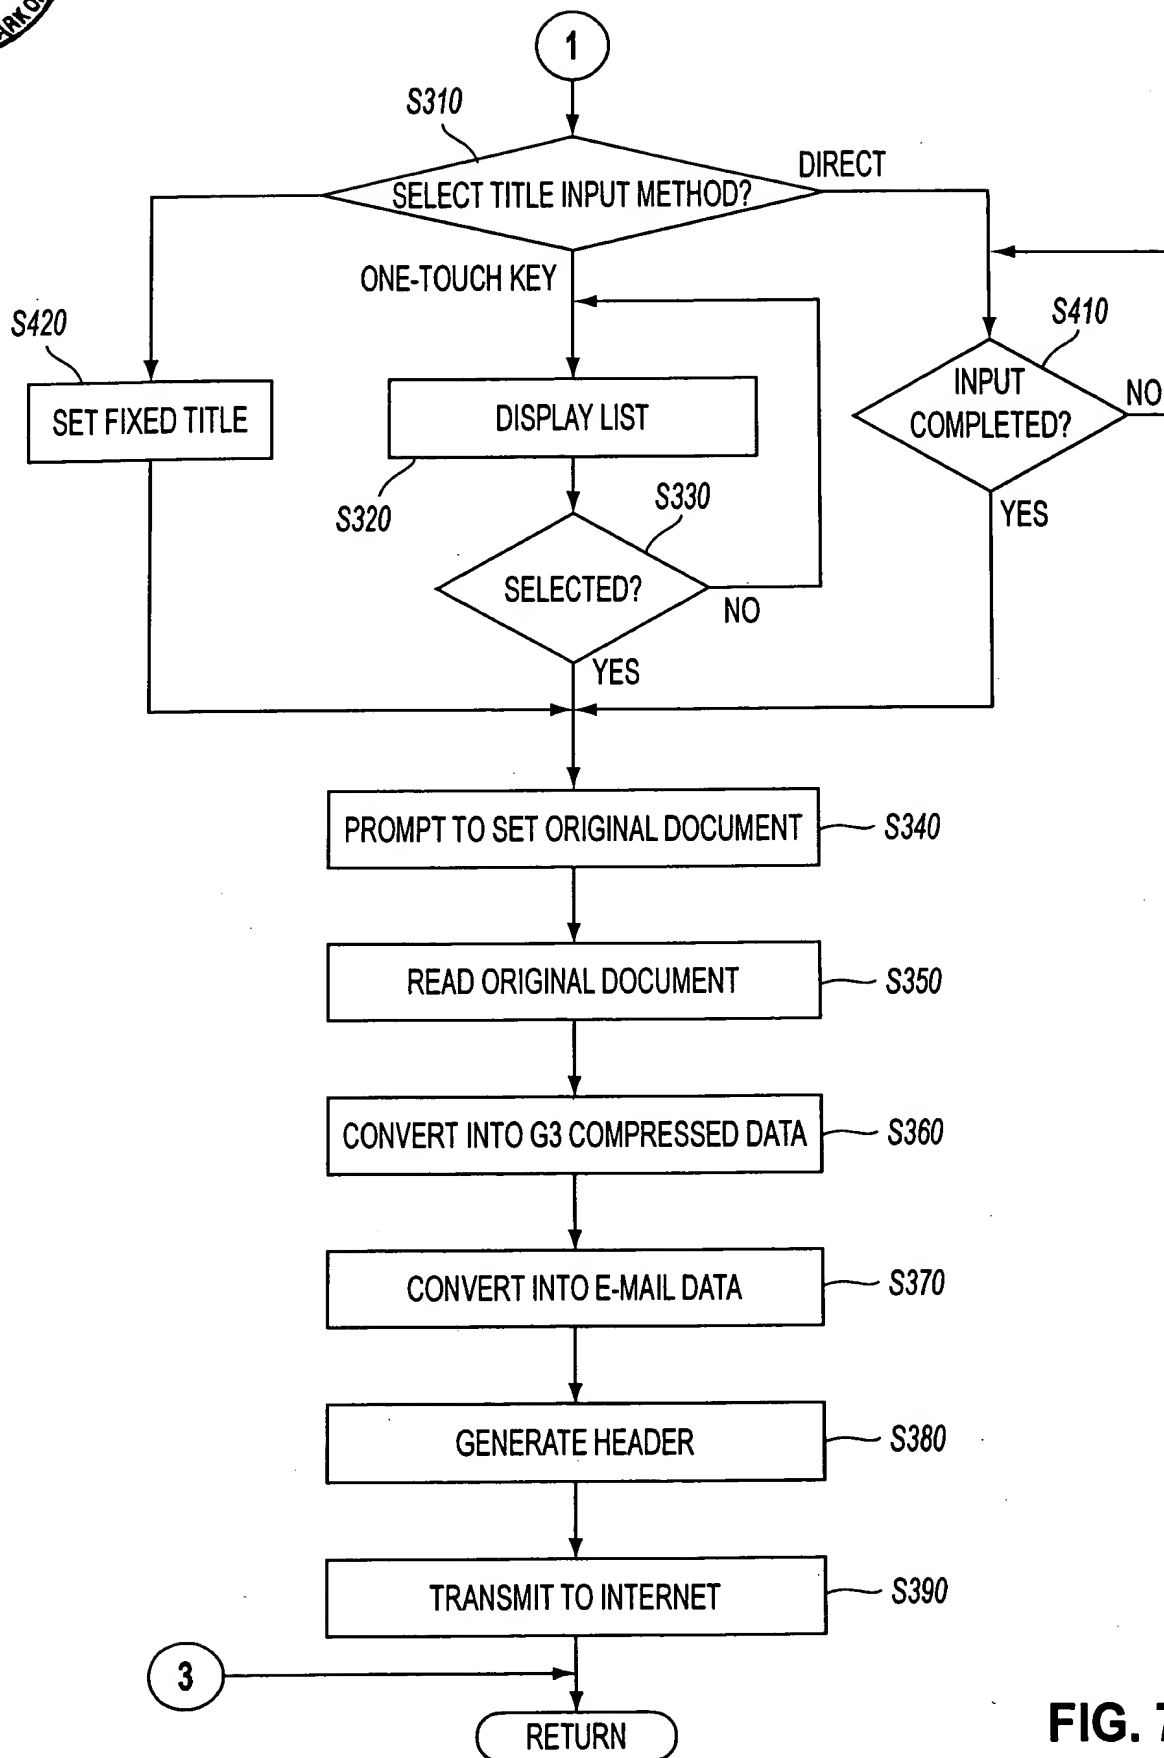 ARK O
1
S310
DIRECT
SELECT TITLE INPUT METHOD?
ONE-TOUCH KEY
S420
S410
SET FIXED TITLE
DISPLAY LIST
INPUT
COMPLETED?
NO
S320
S330
YES
SELECTED?
NO
YES
PROMPT TO SET ORIGINAL DOCUMENT
S340
READ ORIGINAL DOCUMENT
S350
CONVERT INTO G3 COMPRESSED DATA
S360
CONVERT INTO E-MAIL DATA
S370
GENERATE HEADER
S380
TRANSMIT TO INTERNET
S390
3
RETURN
FIG. 7